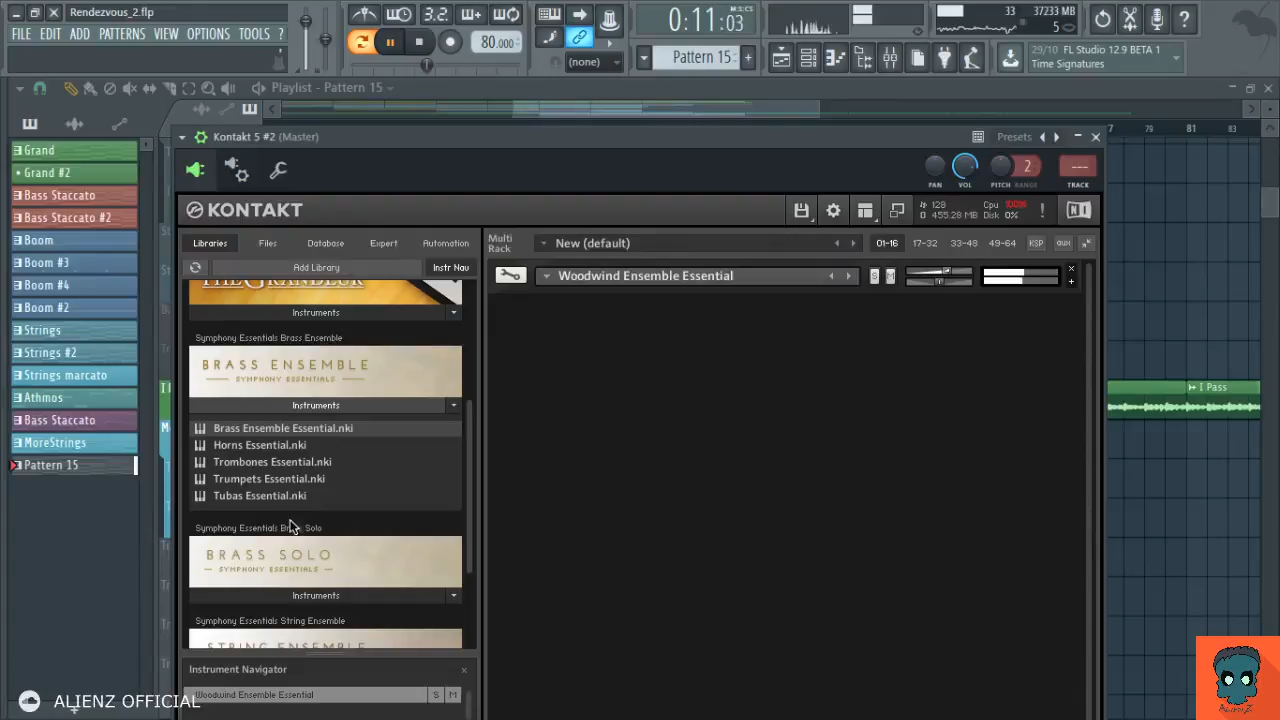 Rendezvous_2.flp
FILE EDIT ADD PATTERNS VIEW OPTIONS TOOLS ?
3.2.
80.000
(none)
0:11:03
M:S:CS
Pattern 15
33
37233 MB
5
29/10 FL Studio 12.9 BETA 1
Time Signatures
Playlist - Pattern 15
Grand
Grand #2
Bass Staccato
Bass Staccato #2
Boom
Boom #3
Boom #4
Boom #2
Strings
Strings #2
Strings marcato
Athmos
Bass Staccato
MoreStrings
Pattern 15
Kontakt 5 #2 (Master)
Presets
PAN VOL PITCH RANGE 2 TRACK ---
KONTAKT
128
455.28 MB
Cpu 100%
Disk 0%
Libraries Files Database Expert Automation
Add Library Instr Nav
Multi Rack
New (default)
01-16 17-32 33-48 49-64 KSP
Woodwind Ensemble Essential
S M
THE GRANDEUR
Instruments
Symphony Essentials Brass Ensemble
BRASS ENSEMBLE
SYMPHONY ESSENTIALS
Instruments
Brass Ensemble Essential.nki
Horns Essential.nki
Trombones Essential.nki
Trumpets Essential.nki
Tubas Essential.nki
Symphony Essentials Brass Solo
BRASS SOLO
SYMPHONY ESSENTIALS
Instruments
Symphony Essentials String Ensemble
STRING ENSEMBLE
Instrument Navigator
Woodwind Ensemble Essential S M
79 81 83
I Pass
ALIENZ OFFICIAL
ALIENZ